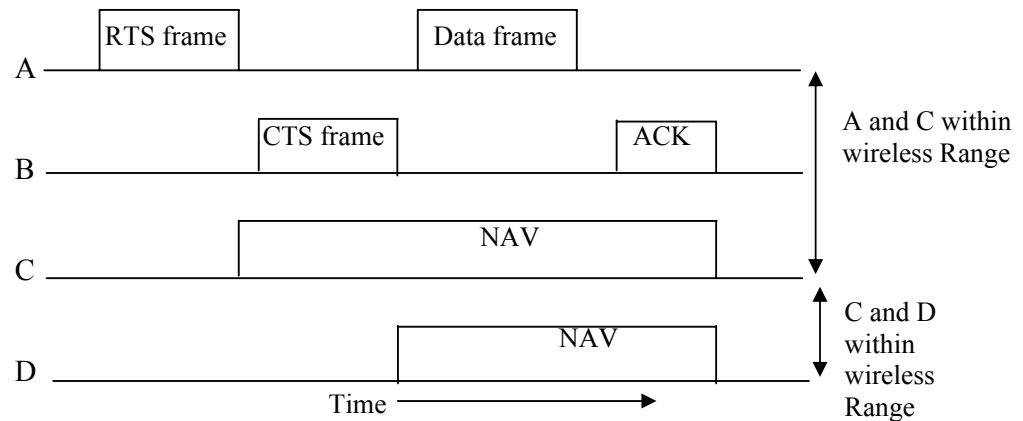 RTS frame
Data frame
A
CTS frame
ACK
B
A and C within
wireless Range
NAV
C
NAV
D
C and D
within
wireless
Range
Time